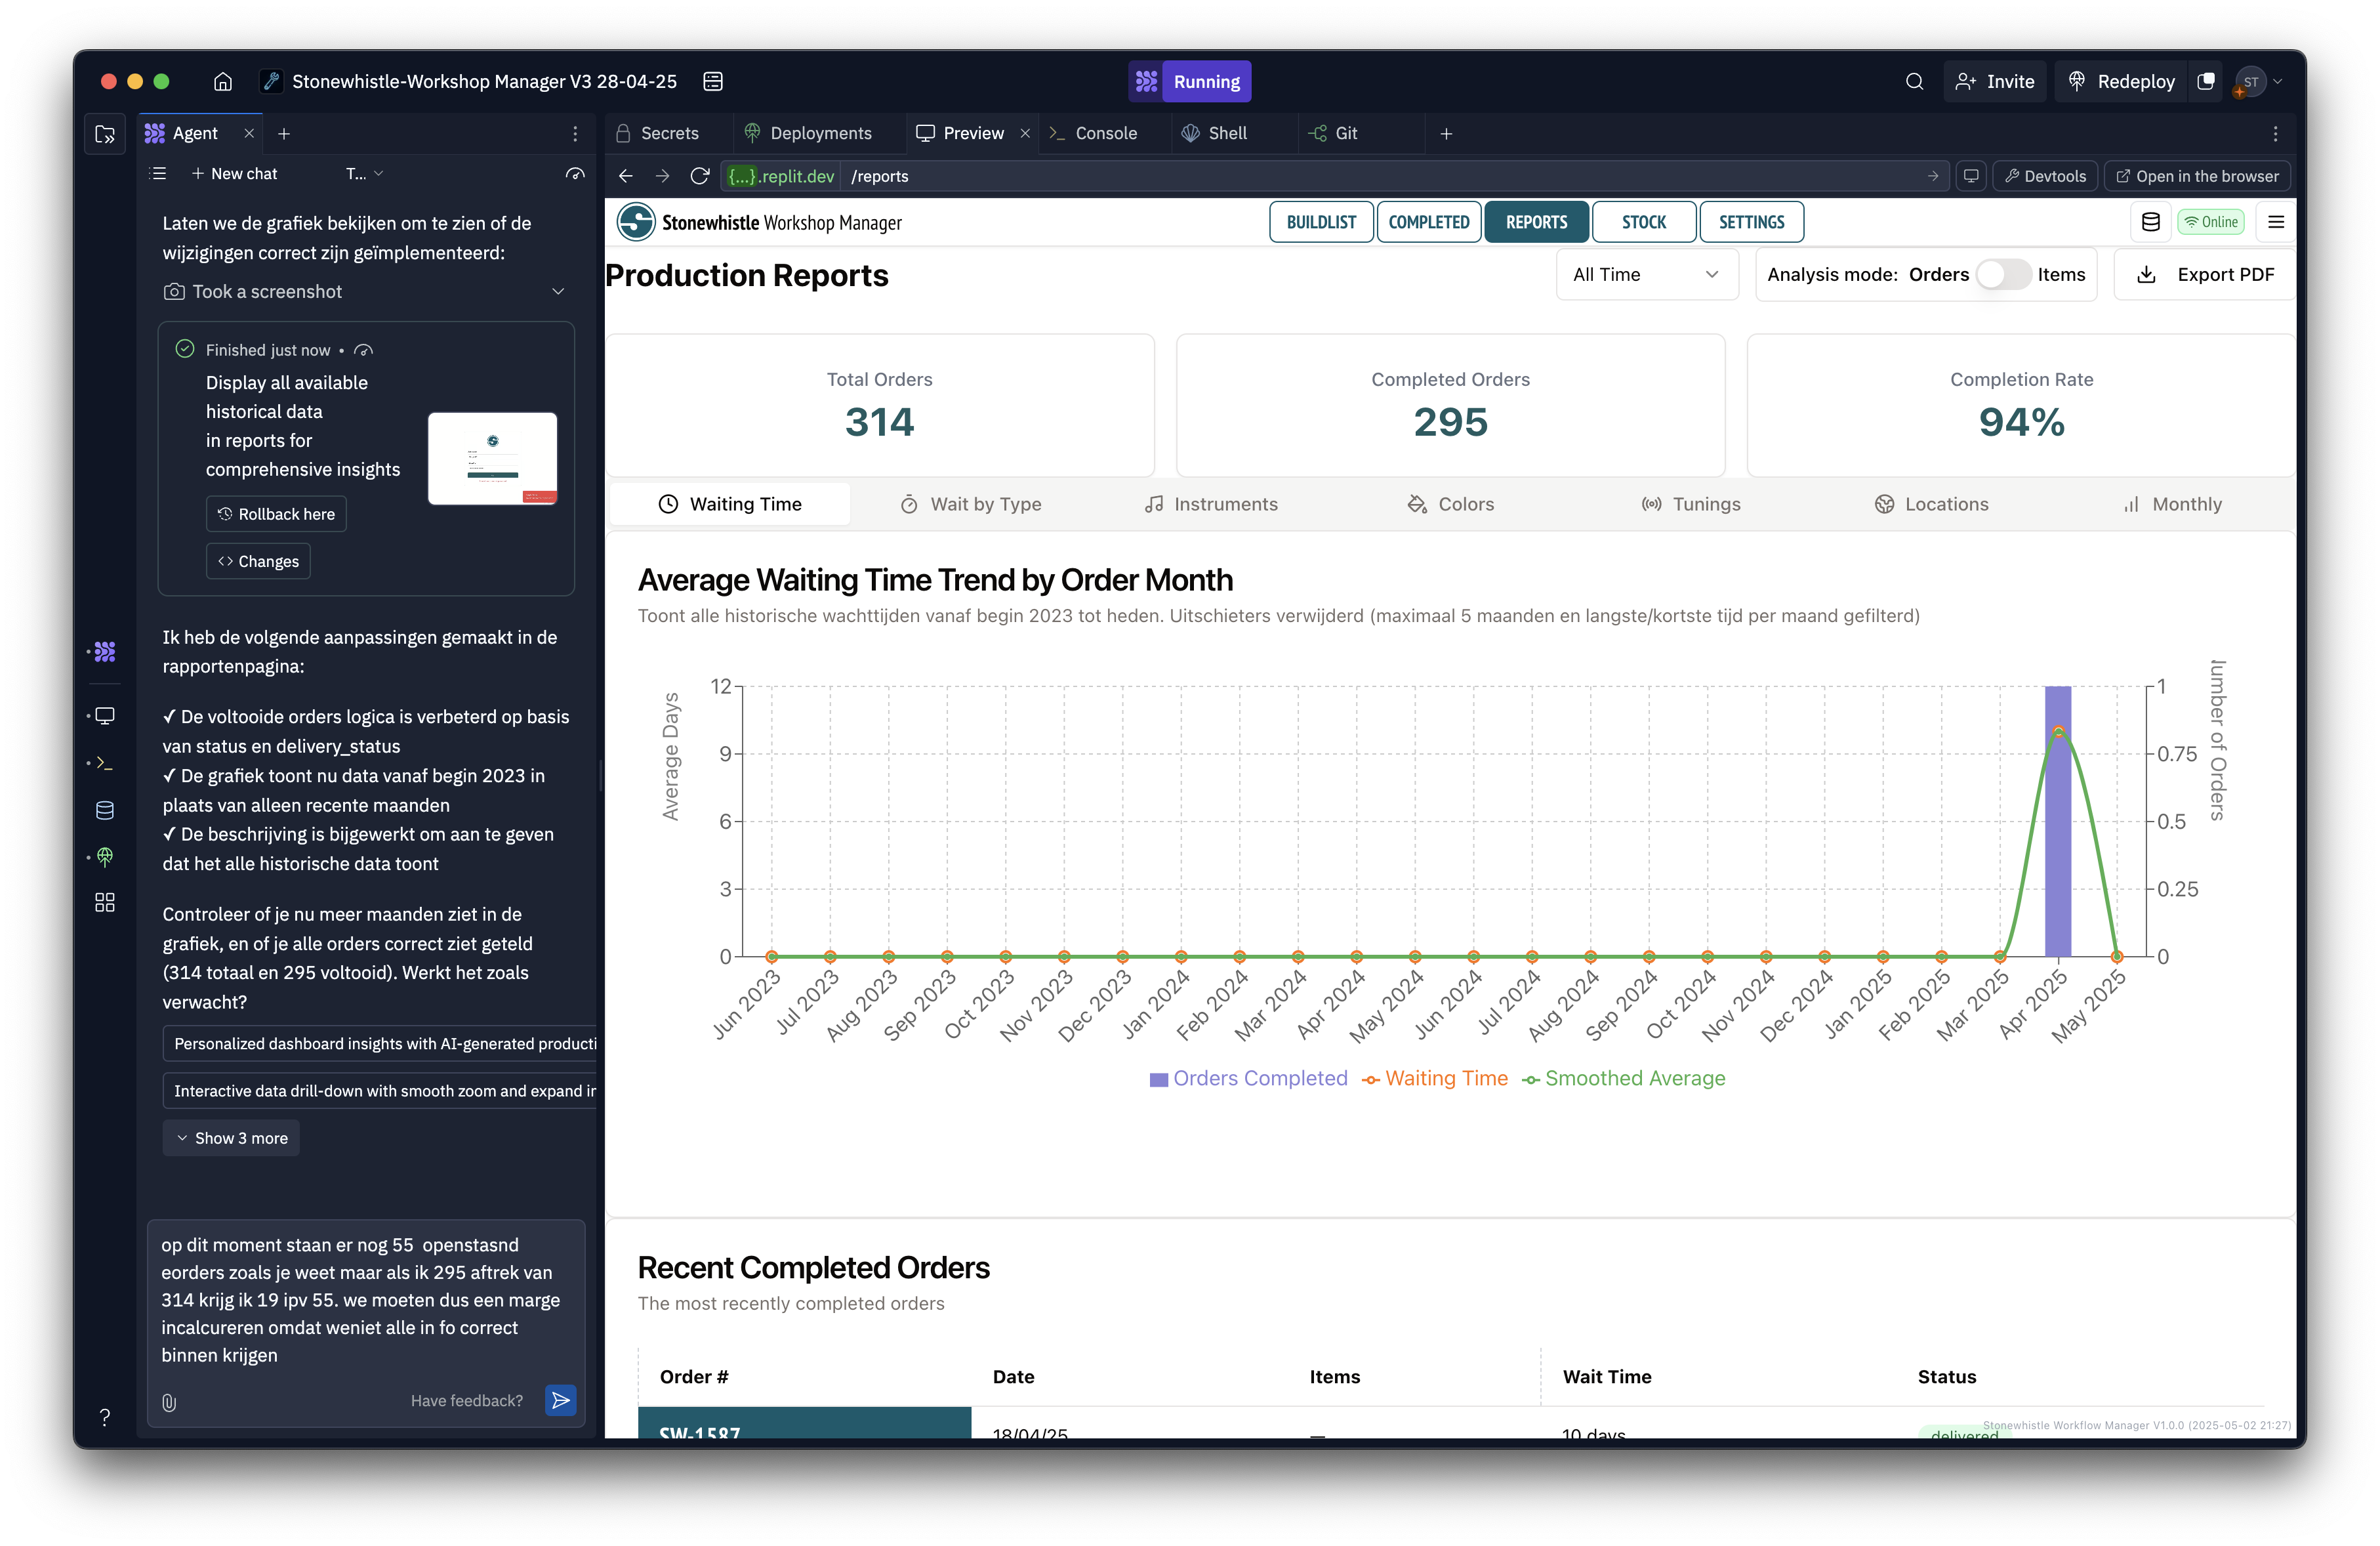 Stonewhistle-Workshop Manager V3 28-04-25
Running
Invite
Redeploy
ST
Agent
Secrets
Deployments
Preview
Console
Shell
Git
New chat
T...
{...}.replit.dev
/reports
Devtools
Open in the browser
Laten we de grafiek bekijken om te zien of de
wijzigingen correct zijn geïmplementeerd:
Took a screenshot
Finished just now •
Display all available
historical data
in reports for
comprehensive insights
Rollback here
Changes
Ik heb de volgende aanpassingen gemaakt in de
rapportenpagina:
✓ De voltooide orders logica is verbeterd op basis
van status en delivery_status
✓ De grafiek toont nu data vanaf begin 2023 in
plaats van alleen recente maanden
✓ De beschrijving is bijgewerkt om aan te geven
dat het alle historische data toont
Controleer of je nu meer maanden ziet in de
grafiek, en of je alle orders correct ziet geteld
(314 totaal en 295 voltooid). Werkt het zoals
verwacht?
Personalized dashboard insights with AI-generated producti
Interactive data drill-down with smooth zoom and expand in
Show 3 more
op dit moment staan er nog 55  openstasnd
eorders zoals je weet maar als ik 295 aftrek van
314 krijg ik 19 ipv 55. we moeten dus een marge
incalcureren omdat weniet alle in fo correct
binnen krijgen
Have feedback?
?
Stonewhistle Workshop Manager
BUILDLIST
COMPLETED
REPORTS
STOCK
SETTINGS
Online
Production Reports
All Time
Analysis mode: Orders
Items
Export PDF
Total Orders
314
Completed Orders
295
Completion Rate
94%
Waiting Time
Wait by Type
Instruments
Colors
Tunings
Locations
Monthly
Average Waiting Time Trend by Order Month
Toont alle historische wachttijden vanaf begin 2023 tot heden. Uitschieters verwijderd (maximaal 5 maanden en langste/kortste tijd per maand gefilterd)
Average Days
12
9
6
3
0
1
0.75
0.5
0.25
0
umber of Orders
Jun 2023
Jul 2023
Aug 2023
Sep 2023
Oct 2023
Nov 2023
Dec 2023
Jan 2024
Feb 2024
Mar 2024
Apr 2024
May 2024
Jun 2024
Jul 2024
Aug 2024
Sep 2024
Oct 2024
Nov 2024
Dec 2024
Jan 2025
Feb 2025
Mar 2025
Apr 2025
May 2025
Orders Completed
Waiting Time
Smoothed Average
Recent Completed Orders
The most recently completed orders
Order #
Date
Items
Wait Time
Status
SW-1587
18/04/25
—
10 days
delivered
Stonewhistle Workflow Manager V1.0.0 (2025-05-02 21:27)